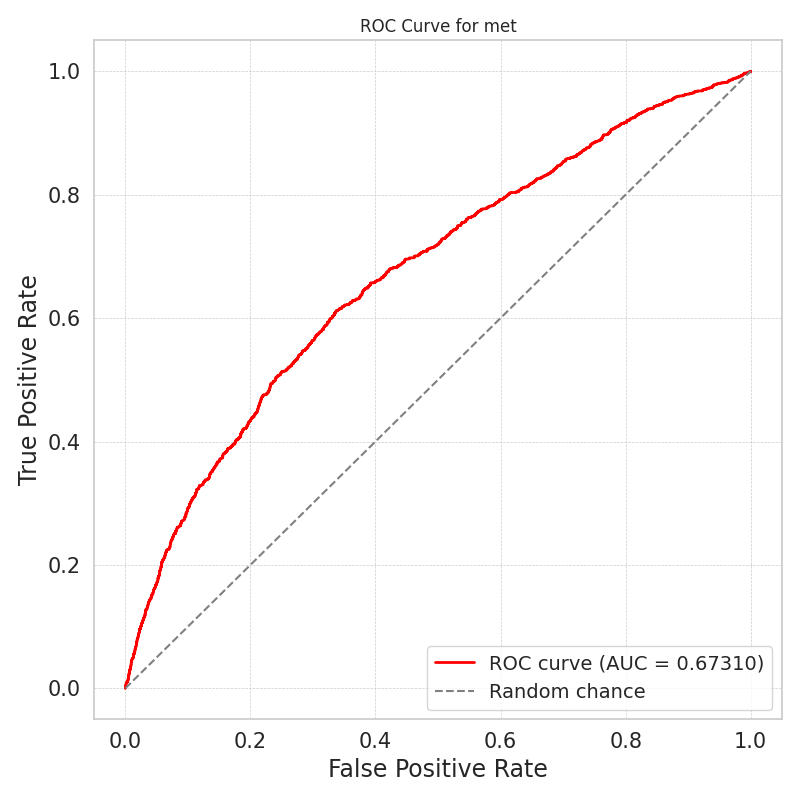 ROC Curve for met
True Positive Rate
1.0
0.8
0.6
0.4
0.2
0.0
ROC curve (AUC = 0.67310)
Random chance
0.0 0.2 0.4 0.6 0.8 1.0
False Positive Rate